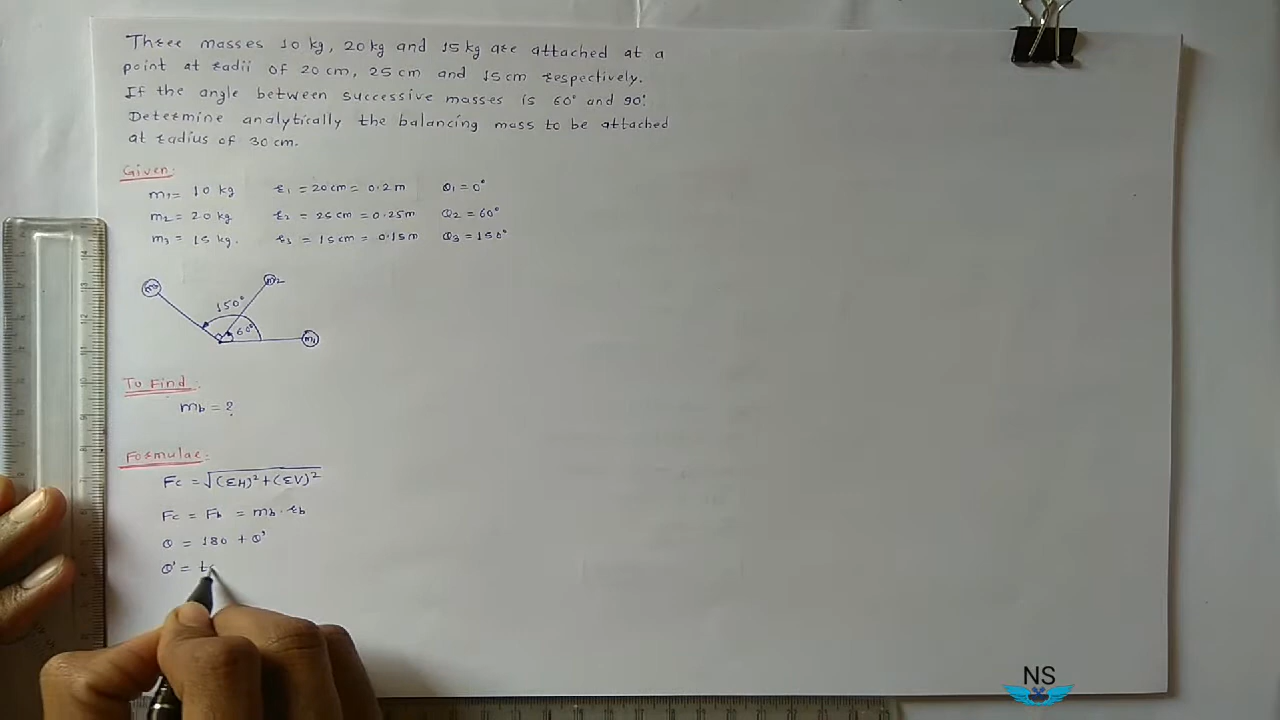 Three masses 10 kg, 20 kg and 15 kg are attached at a
point at radii of 20 cm, 25 cm and 15 cm respectively.
If the angle between successive masses is 60° and 90°.
Determine analytically the balancing mass to be attached
at radius of 30 cm.
Given:
m1 = 10 kg r1 = 20 cm = 0.2 m θ1 = 0°
m2 = 20 kg r2 = 25 cm = 0.25 m θ2 = 60°
m3 = 15 kg. r3 = 15 cm = 0.15 m θ3 = 150°
m3 m2
150°
60°
m1
To Find:
mb = ?
Formulae:
Fc = √(ΣH)²+(ΣV)²
Fc = Fb = mb · rb
θ = 180 + θ'
θ' = t
NS